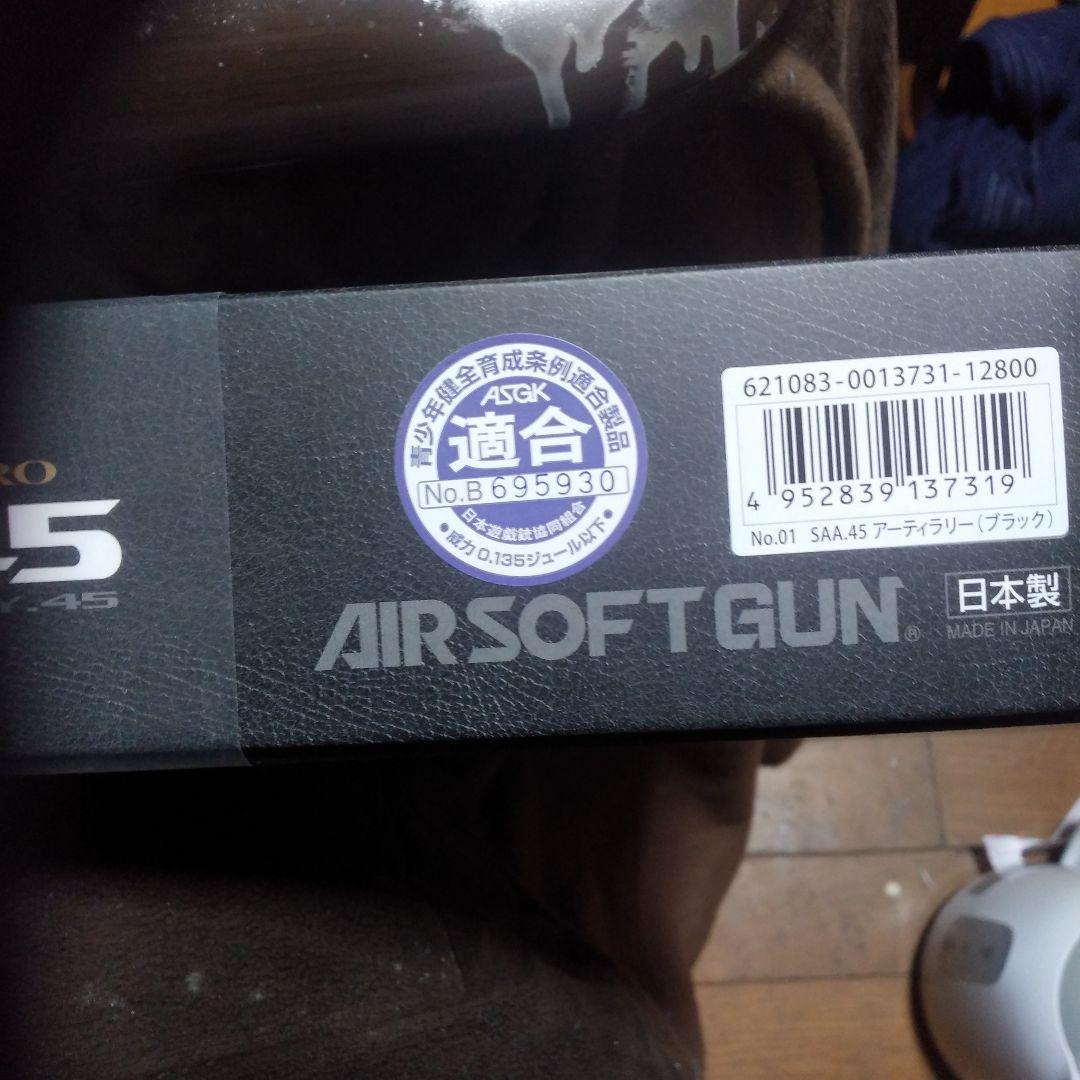 RO
45
Y.45
青少年健全育成条例適合製品
ASGK
適合
No.B 695930
日本遊戯銃協同組合
•威力0.135ジュール以下•
AIRSOFT GUN®
621083-0013731-12800
4 952839 137319
No.01 SAA.45 アーティラリー(ブラック)
日本製
MADE IN JAPAN